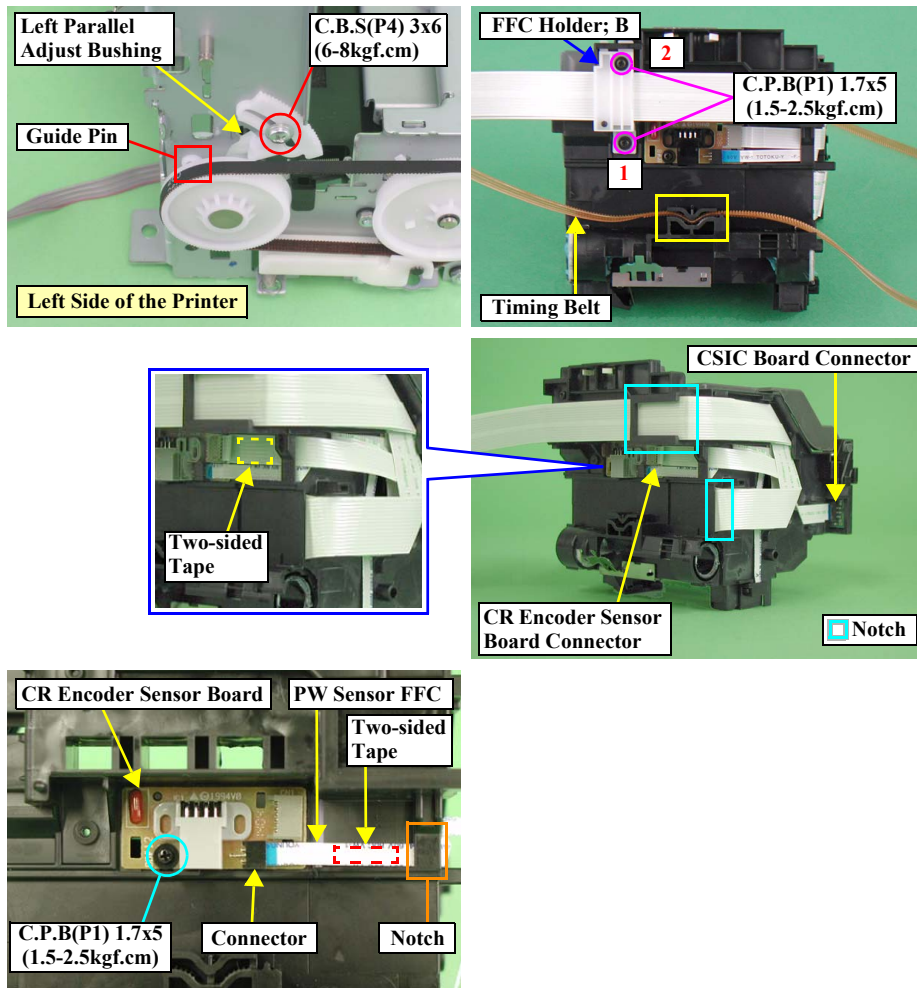 Left Parallel
Adjust Bushing
C.B.S(P4) 3x6
(6-8kgf.cm)
Guide Pin
Left Side of the Printer
FFC Holder; B
2
C.P.B(P1) 1.7x5
(1.5-2.5kgf.cm)
1
Timing Belt
Two-sided
Tape
CSIC Board Connector
CR Encoder Sensor
Board Connector
Notch
CR Encoder Sensor Board
PW Sensor FFC
Two-sided
Tape
C.P.B(P1) 1.7x5
(1.5-2.5kgf.cm)
Connector
Notch